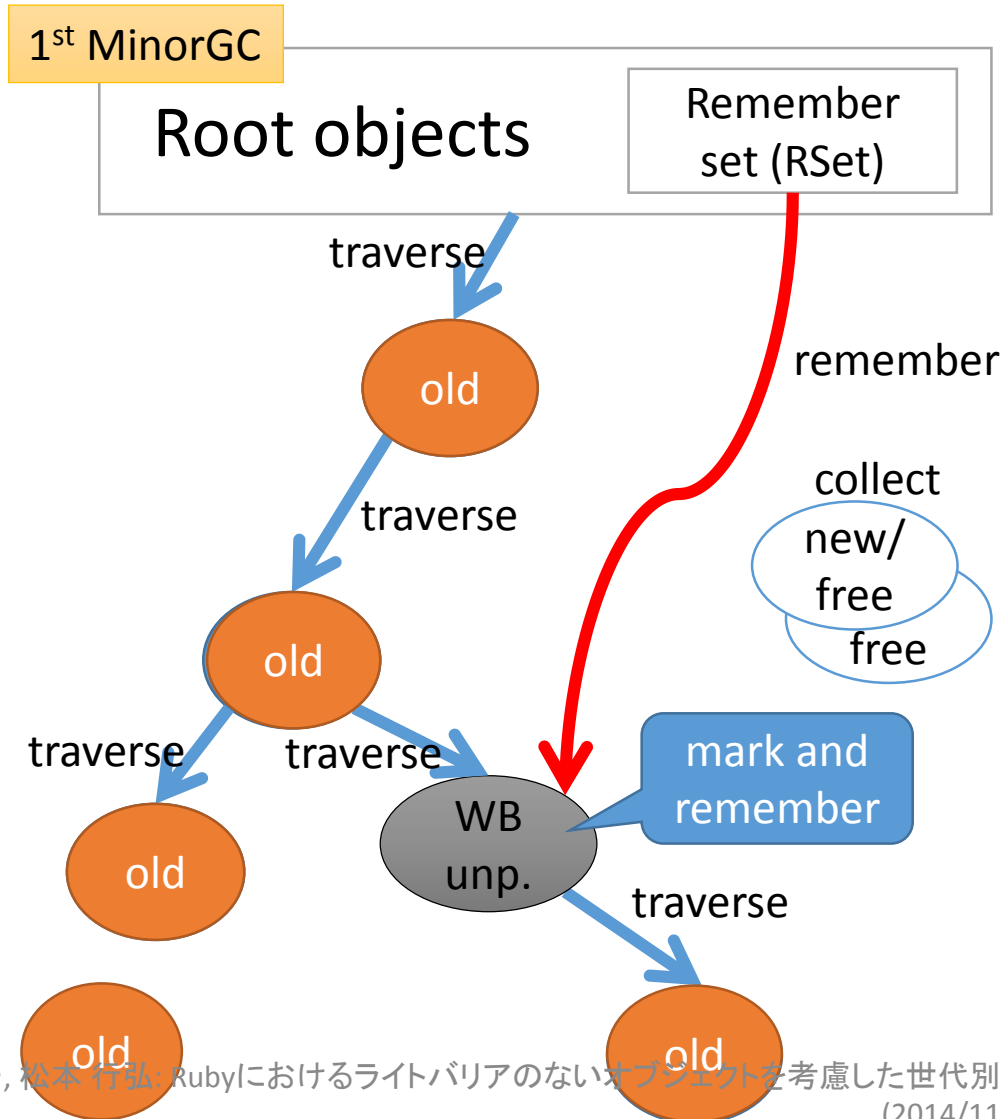 1st MinorGC
Root objects
Remember
set (RSet)
traverse
remember
old
traverse
collect
new/
free
free
old
traverse
traverse
mark and
remember
WB
unp.
old
traverse
old
old
, 松本 行弘: Rubyにおけるライトバリアのないオブジェクトを考慮した世代別
(2014/11